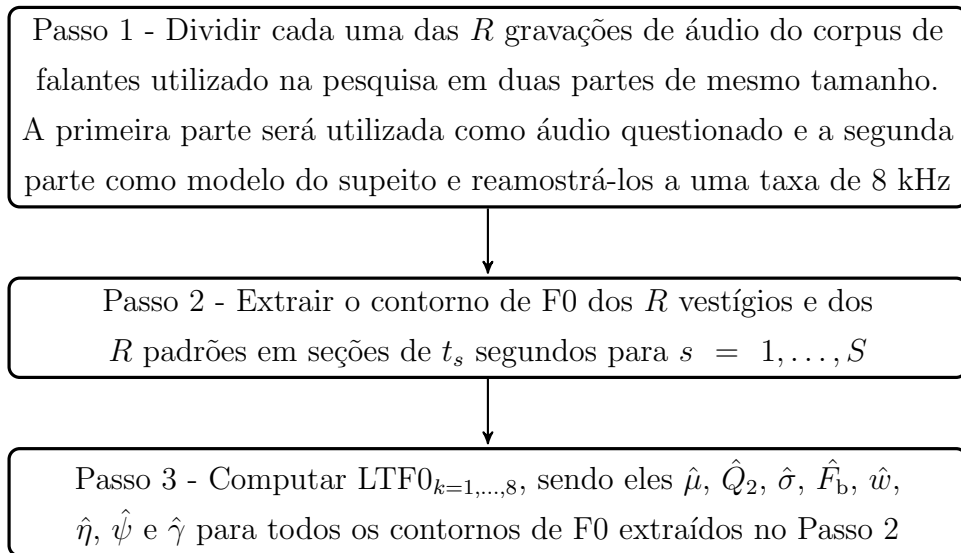 Passo 1 - Dividir cada uma das R gravações de áudio do corpus de
falantes utilizado na pesquisa em duas partes de mesmo tamanho.
A primeira parte será utilizada como áudio questionado e a segunda
parte como modelo do supeito e reamostrá-los a uma taxa de 8 kHz
Passo 2 - Extrair o contorno de F0 dos R vestígios e dos
R padrões em seções de t_s segundos para s = 1, . . . , S
Passo 3 - Computar LTF0_{k=1,...,8}, sendo eles μ̂, Q̂_2, σ̂, F̂_b, ŵ,
η̂, ψ̂ e γ̂ para todos os contornos de F0 extraídos no Passo 2